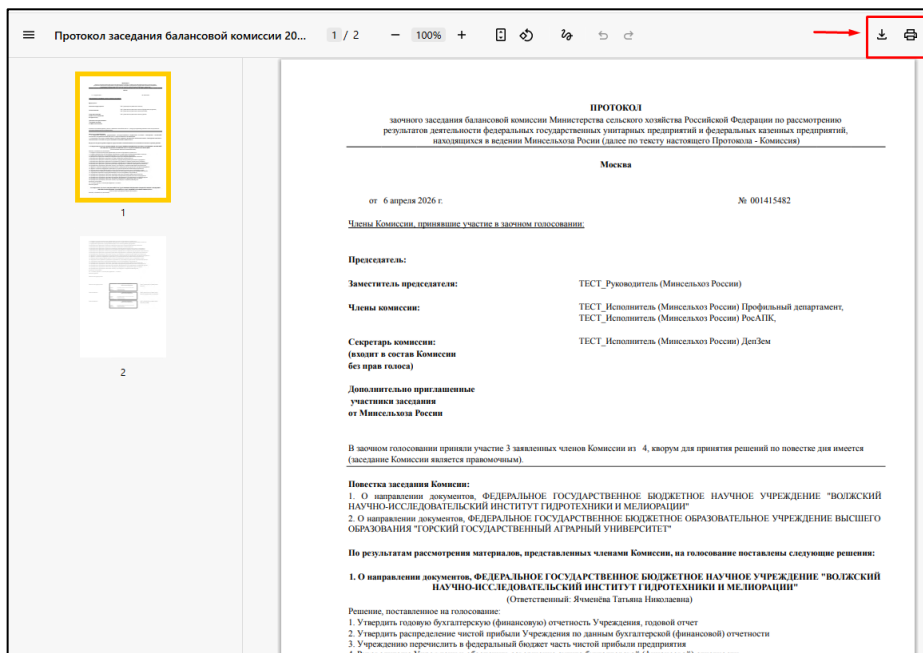 Протокол заседания балансовой комиссии 20...
1 / 2
100%
ПРОТОКОЛ
заочного заседания балансовой комиссии Министерства сельского хозяйства Российской Федерации по рассмотрению
результатов деятельности федеральных государственных унитарных предприятий и федеральных казенных предприятий,
находящихся в ведении Минсельхоза Росии (далее по тексту настоящего Протокола - Комиссия)
Москва
от 6 апреля 2026 г.
№ 001415482
Члены Комиссии, принявшие участие в заочном голосовании:
Председатель:
Заместитель председателя:
ТЕСТ_Руководитель (Минсельхоз России)
Члены комиссии:
ТЕСТ_Исполнитель (Минсельхоз России) Профильный департамент,
ТЕСТ_Исполнитель (Минсельхоз России) РосАПК,
Секретарь комиссии:
ТЕСТ_Исполнитель (Минсельхоз России) ДепЗем
(входит в состав Комиссии
без прав голоса)
Дополнительно приглашенные
участники заседания
от Минсельхоза России
В заочном голосовании приняли участие 3 заявленных членов Комиссии из 4, кворум для принятия решений по повестке дня имеется
(заседание Комиссии является правомочным).
Повестка заседания Комисии:
1. О направлении документов, ФЕДЕРАЛЬНОЕ ГОСУДАРСТВЕННОЕ БЮДЖЕТНОЕ НАУЧНОЕ УЧРЕЖДЕНИЕ "ВОЛЖСКИЙ
НАУЧНО-ИССЛЕДОВАТЕЛЬСКИЙ ИНСТИТУТ ГИДРОТЕХНИКИ И МЕЛИОРАЦИИ"
2. О направлении документов, ФЕДЕРАЛЬНОЕ ГОСУДАРСТВЕННОЕ БЮДЖЕТНОЕ ОБРАЗОВАТЕЛЬНОЕ УЧРЕЖДЕНИЕ ВЫСШЕГО
ОБРАЗОВАНИЯ "ГОРСКИЙ ГОСУДАРСТВЕННЫЙ АГРАРНЫЙ УНИВЕРСИТЕТ"
По результатам рассмотрения материалов, представленных членами Комиссии, на голосование поставлены следующие решения:
1. О направлении документов, ФЕДЕРАЛЬНОЕ ГОСУДАРСТВЕННОЕ БЮДЖЕТНОЕ НАУЧНОЕ УЧРЕЖДЕНИЕ "ВОЛЖСКИЙ
НАУЧНО-ИССЛЕДОВАТЕЛЬСКИЙ ИНСТИТУТ ГИДРОТЕХНИКИ И МЕЛИОРАЦИИ"
(Ответственный: Ячменёва Татьяна Николаевна)
Решение, поставленное на голосование:
1. Утвердить годовую бухгалтерскую (финансовую) отчетность Учреждения, годовой отчет
2. Утвердить распределение чистой прибыли Учреждения по данным бухгалтерской (финансовой) отчетности
3. Учреждению перечислить в федеральный бюджет часть чистой прибыли предприятия
1
2